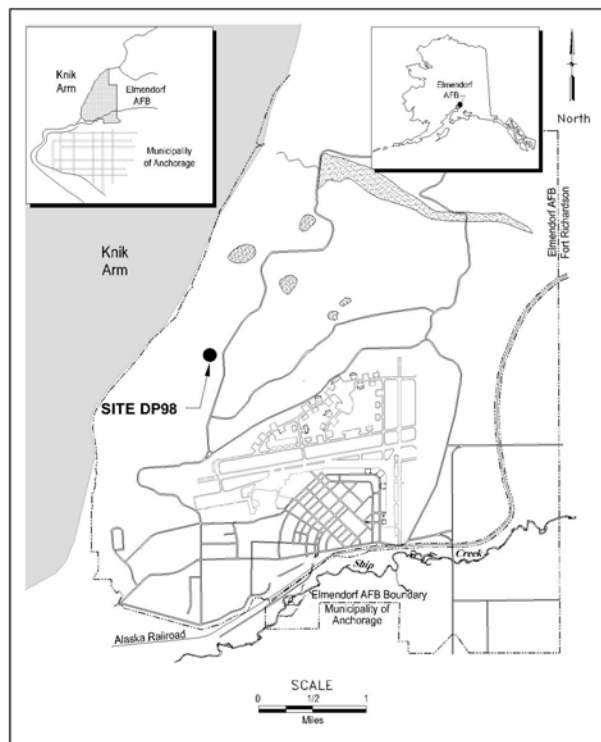 Knik
Arm
Elmendorf
AFB
Municipality
of Anchorage
Elmendorf
AFB
North
Knik
Arm
Elmendorf AFB
Fort Richardson
SITE DP98
Ship
Creek
Elmendorf AFB Boundary
Municipality of
Anchorage
Alaska Railroad
SCALE
0 1/2 1
Miles